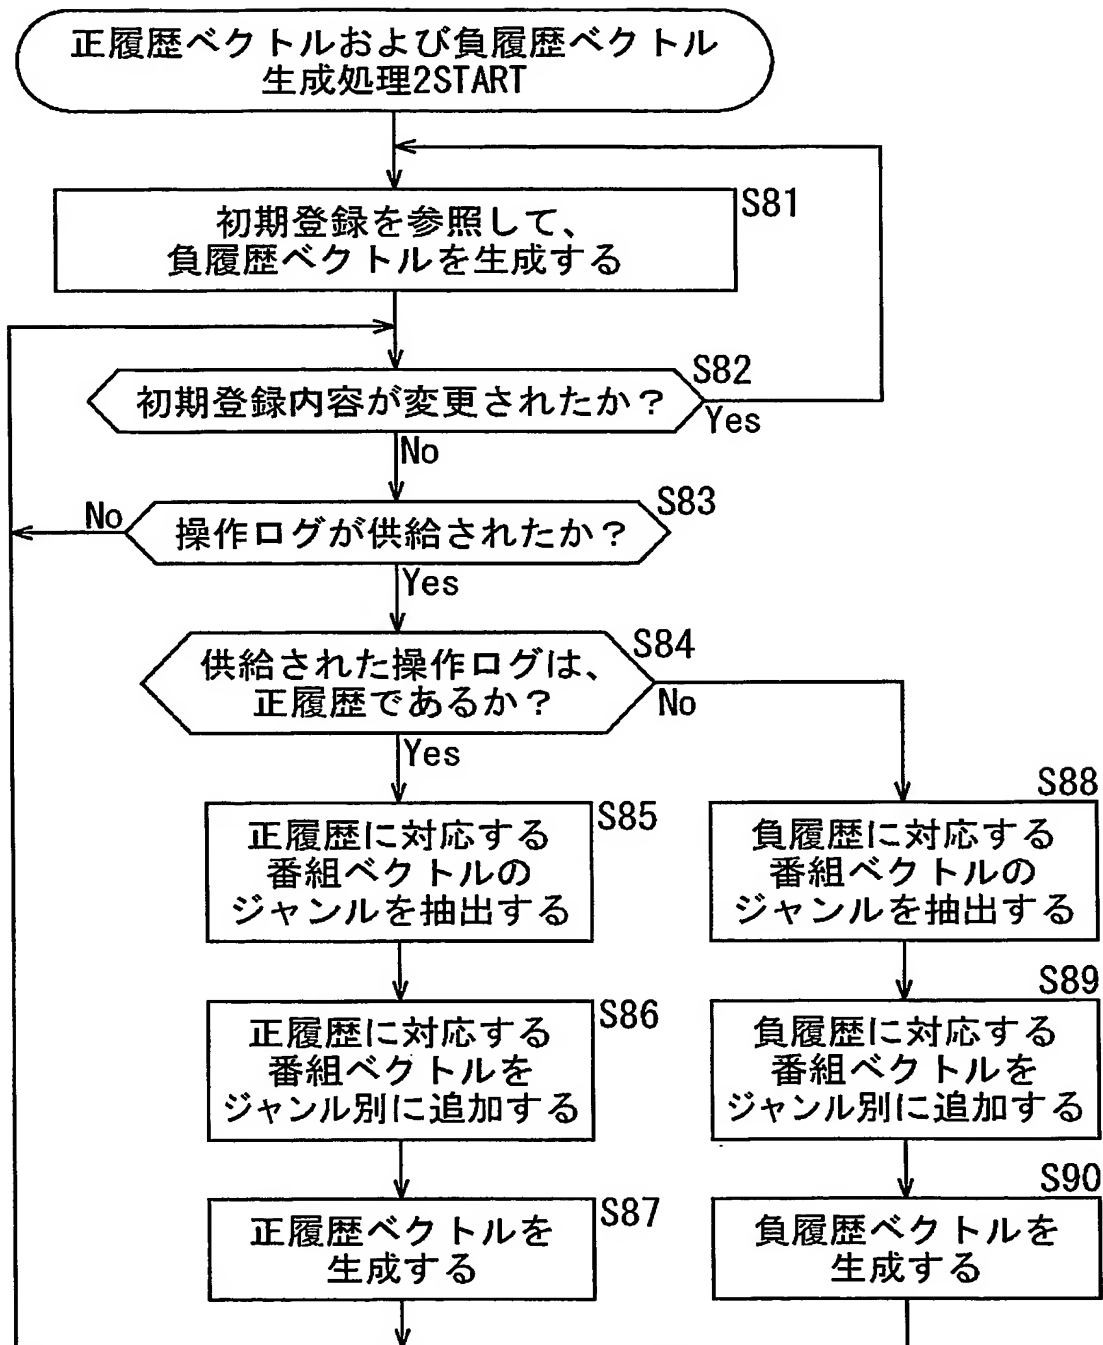 正履歴ベクトルおよび負履歴ベクトル
生成処理2START
S81
初期登録を参照して、
負履歴ベクトルを生成する
S82
初期登録内容が変更されたか？
Yes
No
S83
No
操作ログが供給されたか？
Yes
S84
供給された操作ログは、
正履歴であるか？
No
Yes
S85
正履歴に対応する
番組ベクトルの
ジャンルを抽出する
S88
負履歴に対応する
番組ベクトルの
ジャンルを抽出する
S86
正履歴に対応する
番組ベクトルを
ジャンル別に追加する
S89
負履歴に対応する
番組ベクトルを
ジャンル別に追加する
S87
正履歴ベクトルを
生成する
S90
負履歴ベクトルを
生成する